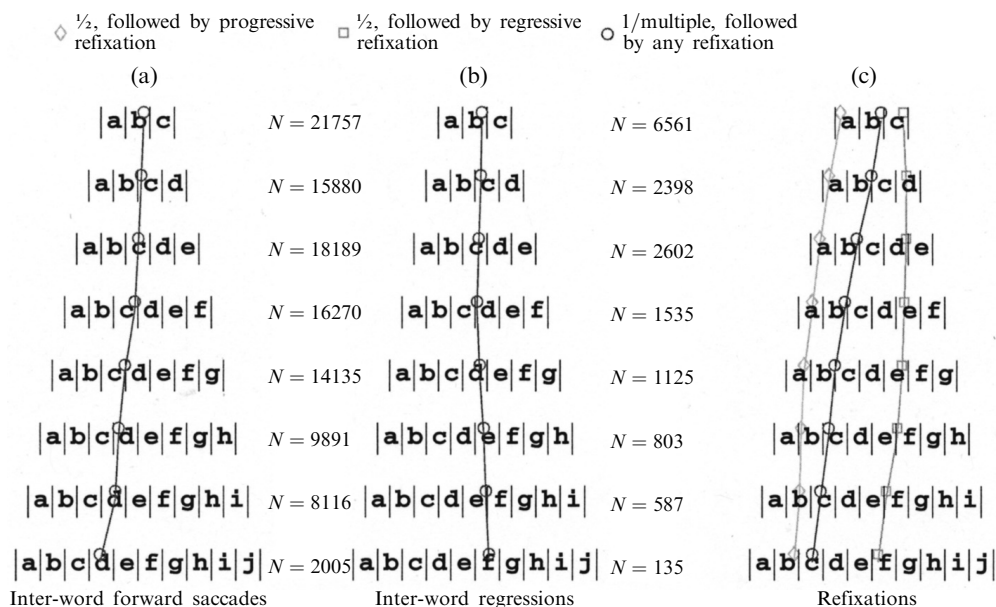 ½, followed by progressive refixation
½, followed by regressive refixation
1/multiple, followed by any refixation
(a) (b) (c)
|a|b|c| N = 21757 |a|b|c| N = 6561 |a|b|c|
|a|b|c|d| N = 15880 |a|b|c|d| N = 2398 |a|b|c|d|
|a|b|c|d|e| N = 18189 |a|b|c|d|e| N = 2602 |a|b|c|d|e|
|a|b|c|d|e|f| N = 16270 |a|b|c|d|e|f| N = 1535 |a|b|c|d|e|f|
|a|b|c|d|e|f|g| N = 14135 |a|b|c|d|e|f|g| N = 1125 |a|b|c|d|e|f|g|
|a|b|c|d|e|f|g|h| N = 9891 |a|b|c|d|e|f|g|h| N = 803 |a|b|c|d|e|f|g|h|
|a|b|c|d|e|f|g|h|i| N = 8116 |a|b|c|d|e|f|g|h|i| N = 587 |a|b|c|d|e|f|g|h|i|
|a|b|c|d|e|f|g|h|i|j| N = 2005 |a|b|c|d|e|f|g|h|i|j| N = 135 |a|b|c|d|e|f|g|h|i|j|
Inter-word forward saccades Inter-word regressions Refixations